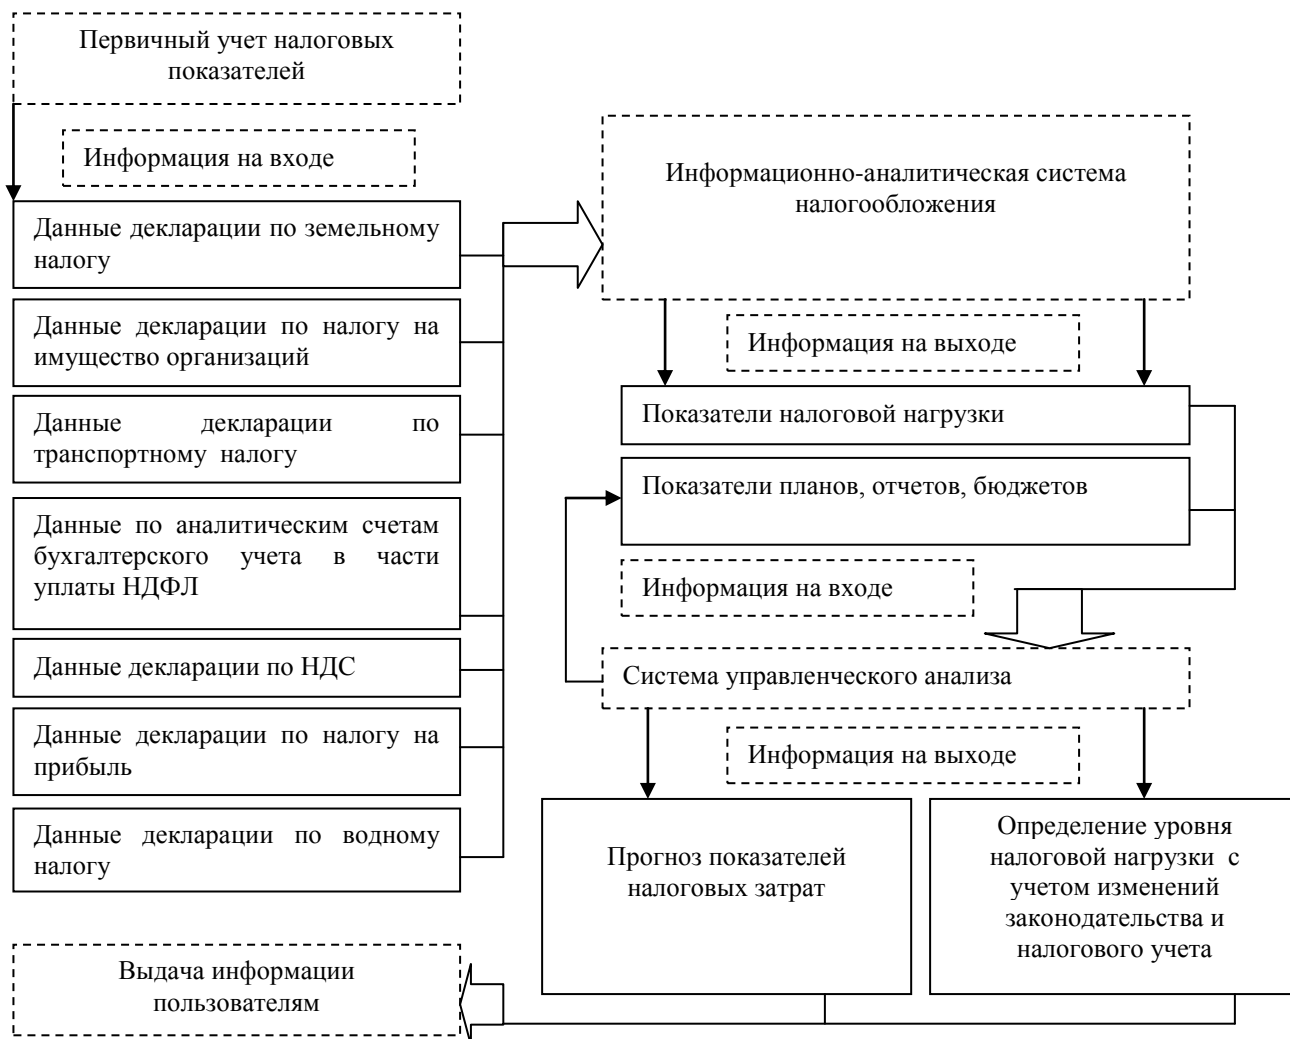 Первичный учет налоговых
показателей
Информация на входе
Данные декларации по земельному
налогу
Данные декларации по налогу на
имущество организаций
Данные декларации по
транспортному налогу
Данные по аналитическим счетам
бухгалтерского учета в части
уплаты НДФЛ
Данные декларации по НДС
Данные декларации по налогу на
прибыль
Данные декларации по водному
налогу
Информационно-аналитическая система
налогообложения
Информация на выходе
Показатели налоговой нагрузки
Показатели планов, отчетов, бюджетов
Информация на входе
Система управленческого анализа
Информация на выходе
Прогноз показателей
налоговых затрат
Определение уровня
налоговой нагрузки с
учетом изменений
законодательства и
налогового учета
Выдача информации
пользователям